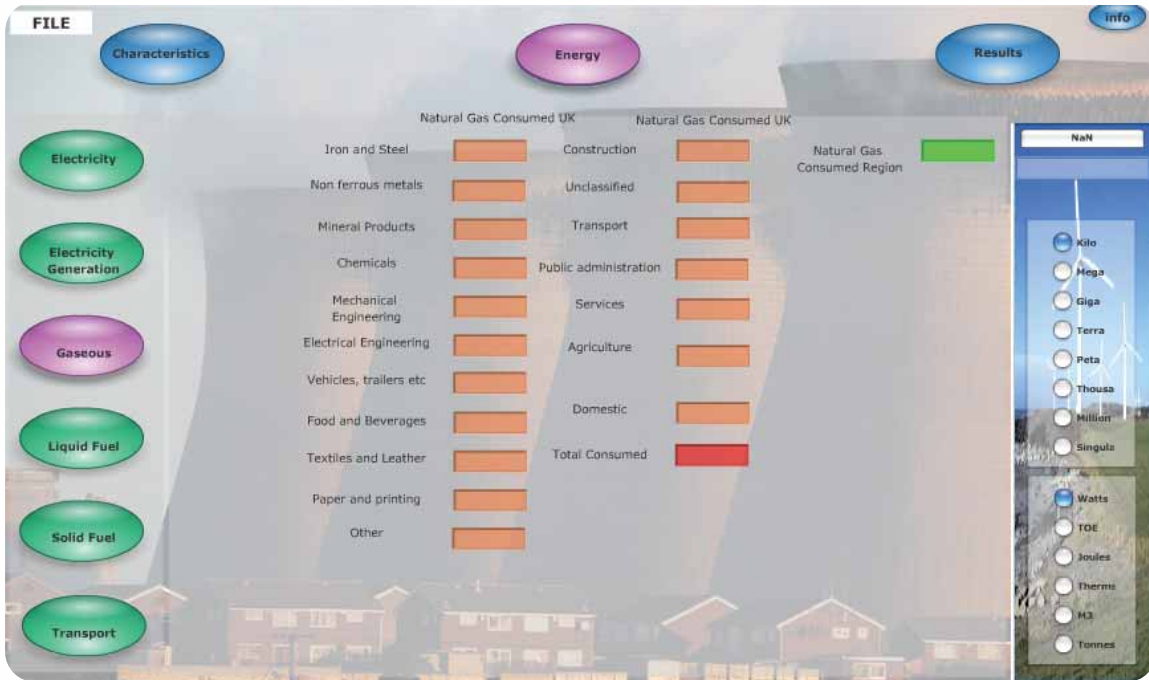 FILE
info
Characteristics
Energy
Results
Natural Gas Consumed UK
Natural Gas Consumed UK
Iron and Steel
Construction
Natural Gas
Consumed Region
NaN
Electricity
Non ferrous metals
Unclassified
Mineral Products
Transport
Kilo
Electricity
Generation
Chemicals
Public administration
Mega
Mechanical
Engineering
Services
Giga
Terra
Gaseous
Electrical Engineering
Agriculture
Peta
Vehicles, trailers etc
Thousa
Food and Beverages
Domestic
Million
Liquid Fuel
Textiles and Leather
Total Consumed
Singula
Paper and printing
Watts
Solid Fuel
Other
TOE
Joules
Therms
M3
Transport
Tonnes